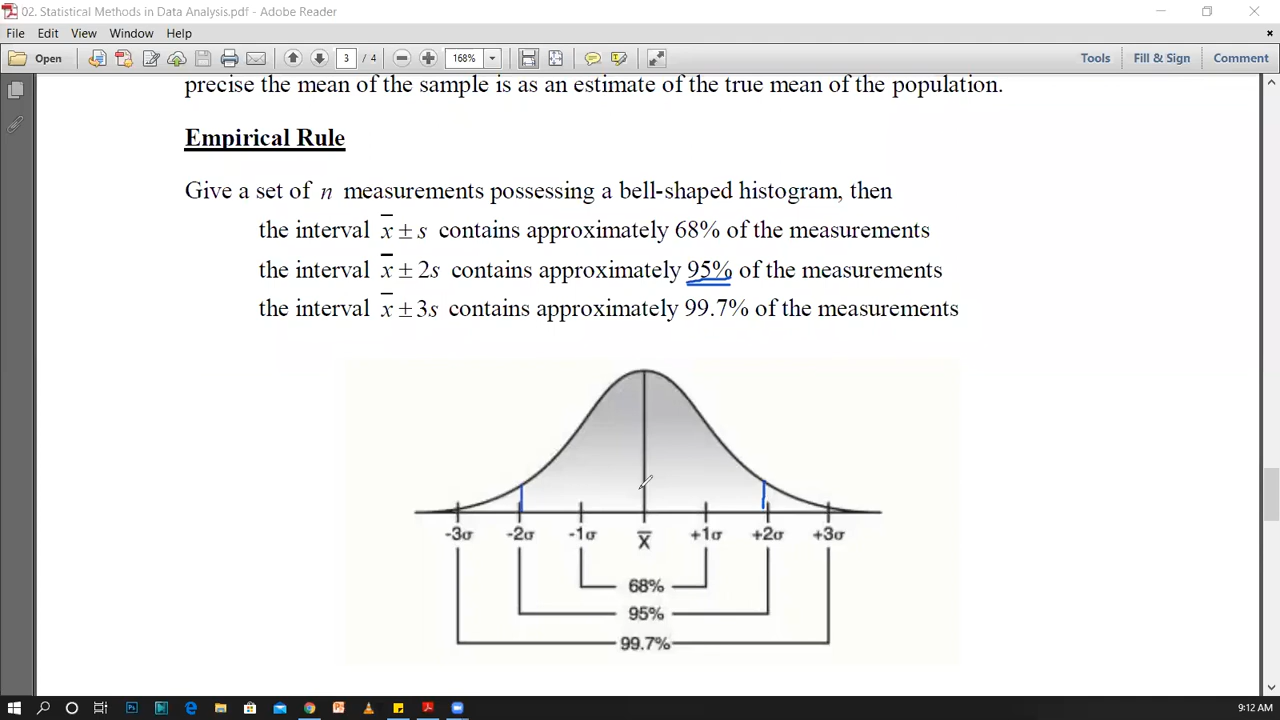 02. Statistical Methods in Data Analysis.pdf - Adobe Reader
File Edit View Window Help
Open 3 / 4 168% Tools Fill & Sign Comment
precise the mean of the sample is as an estimate of the true mean of the population.
Empirical Rule
Give a set of n measurements possessing a bell-shaped histogram, then
the interval x̅ ± s contains approximately 68% of the measurements
the interval x̅ ± 2s contains approximately 95% of the measurements
the interval x̅ ± 3s contains approximately 99.7% of the measurements
-3σ -2σ -1σ X̅ +1σ +2σ +3σ
68%
95%
99.7%
9:12 AM